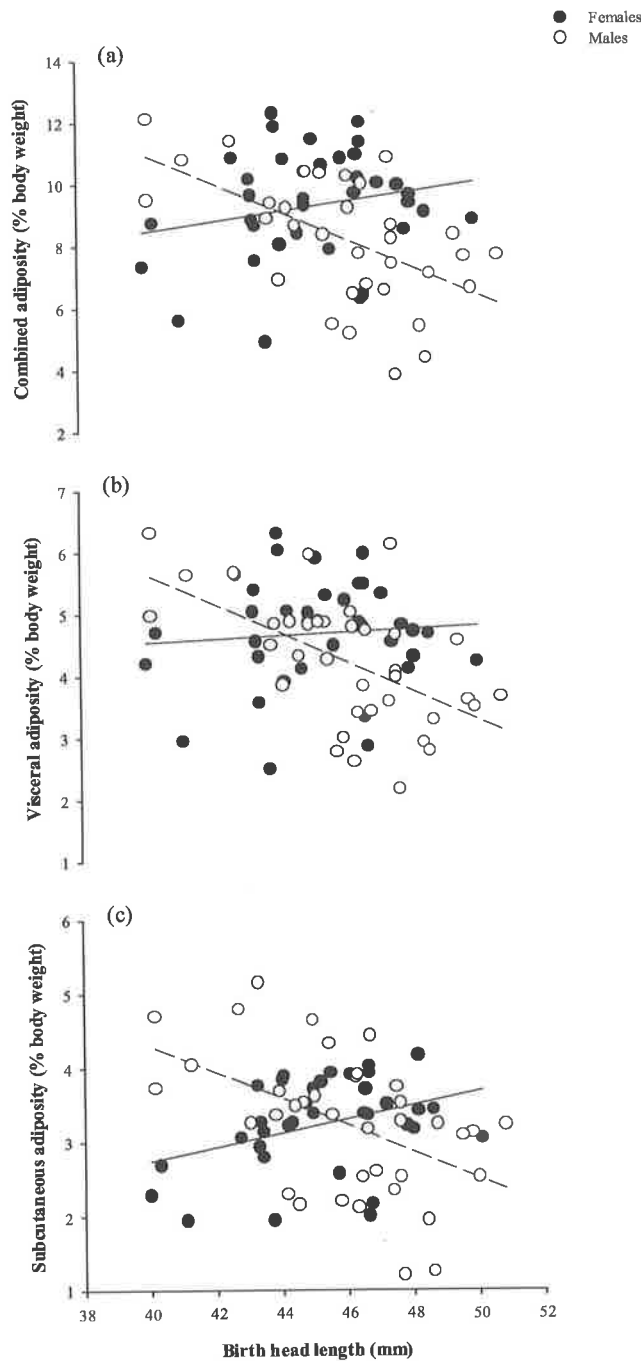 Females
Males
(a)
14
12
10
8
6
4
2
Combined adiposity (% body weight)
(b)
7
6
5
4
3
2
1
Visceral adiposity (% body weight)
(c)
6
5
4
3
2
1
Subcutaneous adiposity (% body weight)
38 40 42 44 46 48 50 52
Birth head length (mm)